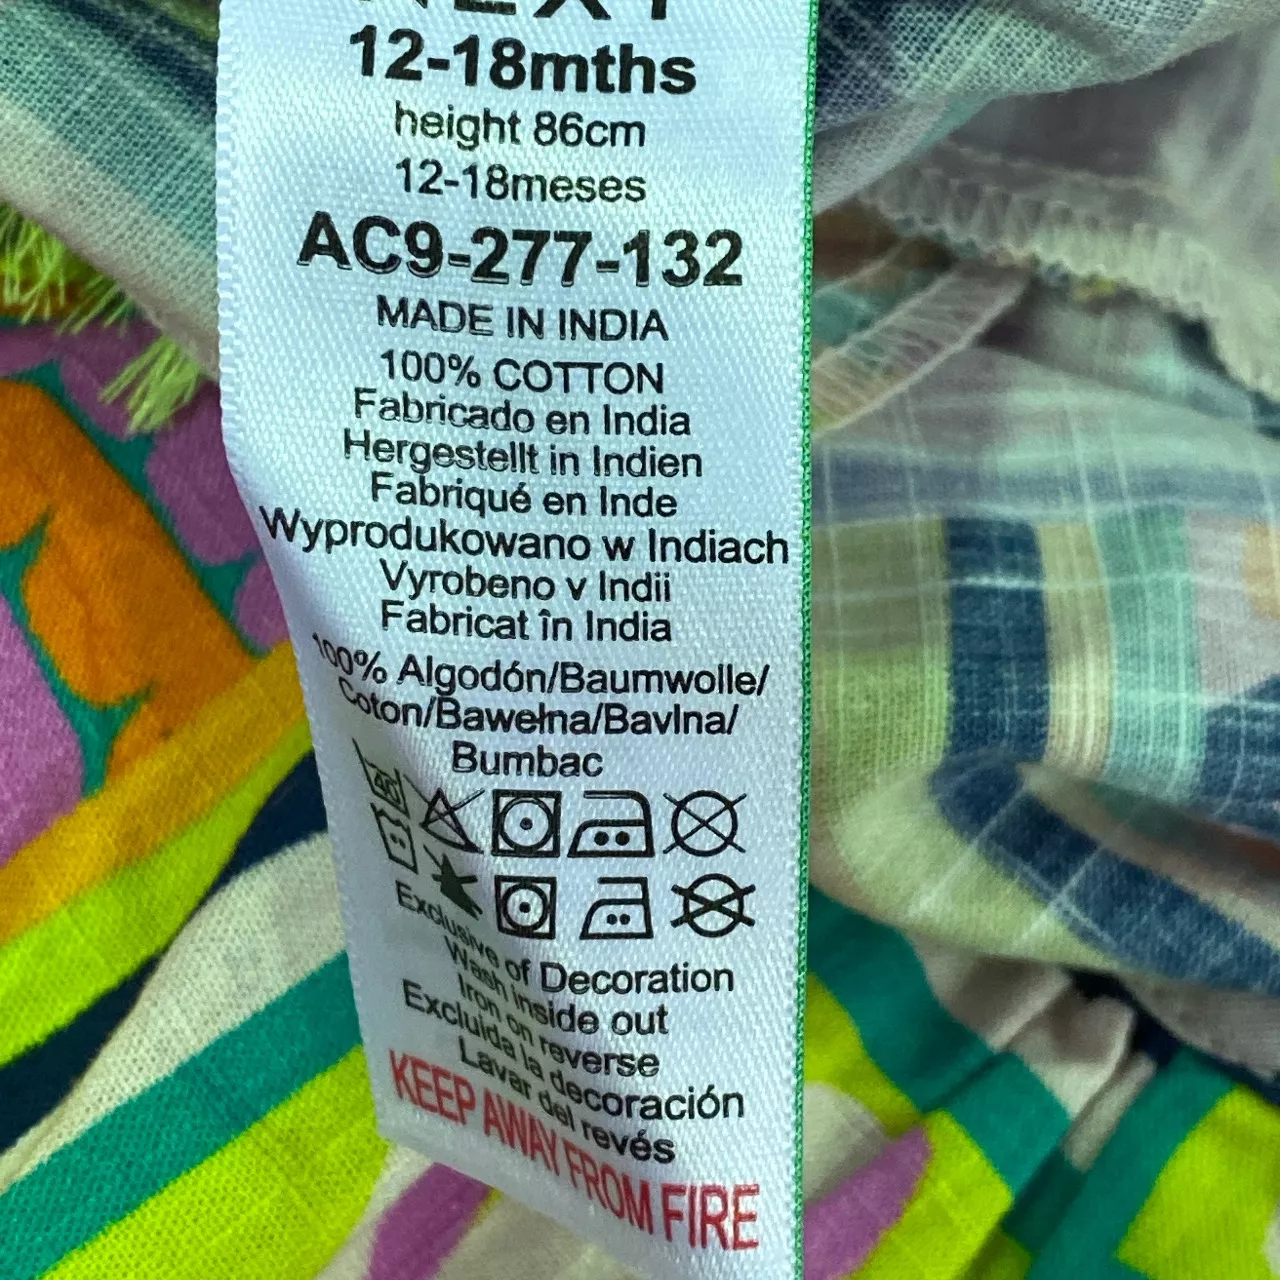 NEXT
12-18mths
height 86cm
12-18meses
AC9-277-132
MADE IN INDIA
100% COTTON
Fabricado en India
Hergestellt in Indien
Fabriqué en Inde
Wyprodukowano w Indiach
Vyrobeno v Indii
Fabricat în India
100% Algodón/Baumwolle/
Coton/Bawełna/Bavlna/
Bumbac
40
Exclusive of Decoration
Wash inside out
Iron on reverse
Excluida la decoración
Lavar del revés
KEEP AWAY FROM FIRE